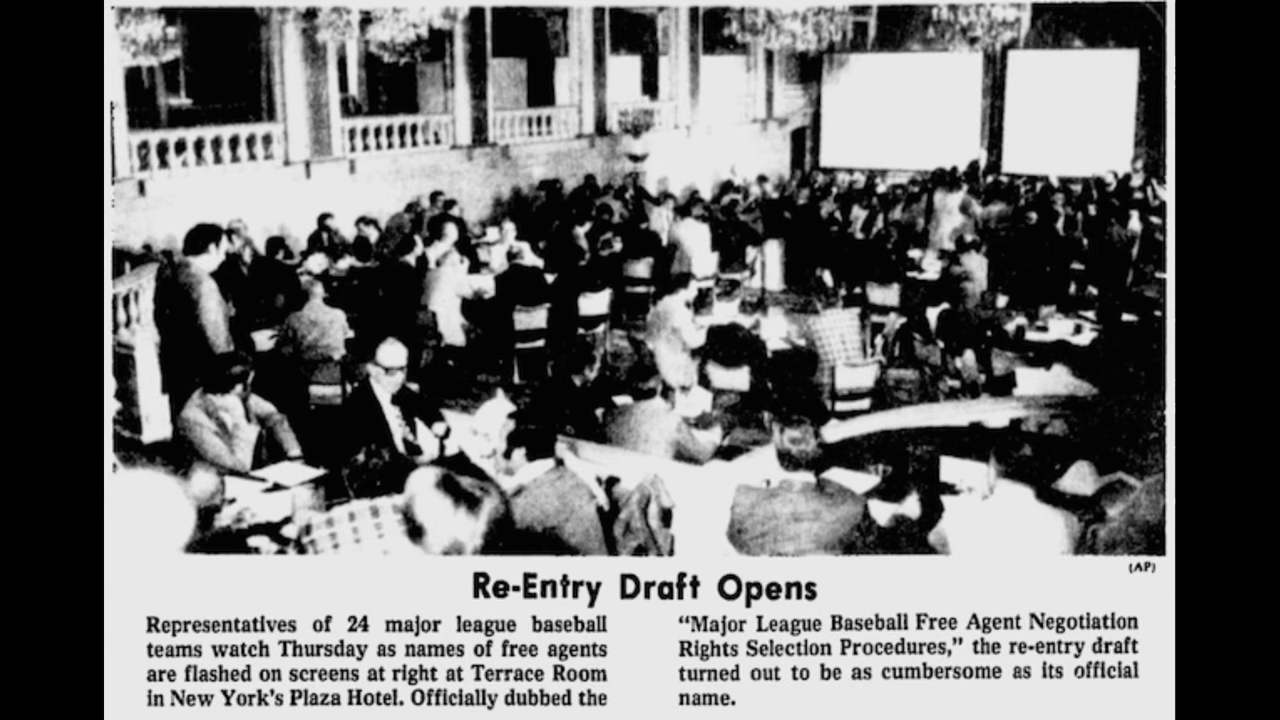 (AP)
Re-Entry Draft Opens
Representatives of 24 major league baseball
teams watch Thursday as names of free agents
are flashed on screens at right at Terrace Room
in New York's Plaza Hotel. Officially dubbed the
"Major League Baseball Free Agent Negotiation
Rights Selection Procedures," the re-entry draft
turned out to be as cumbersome as its official
name.